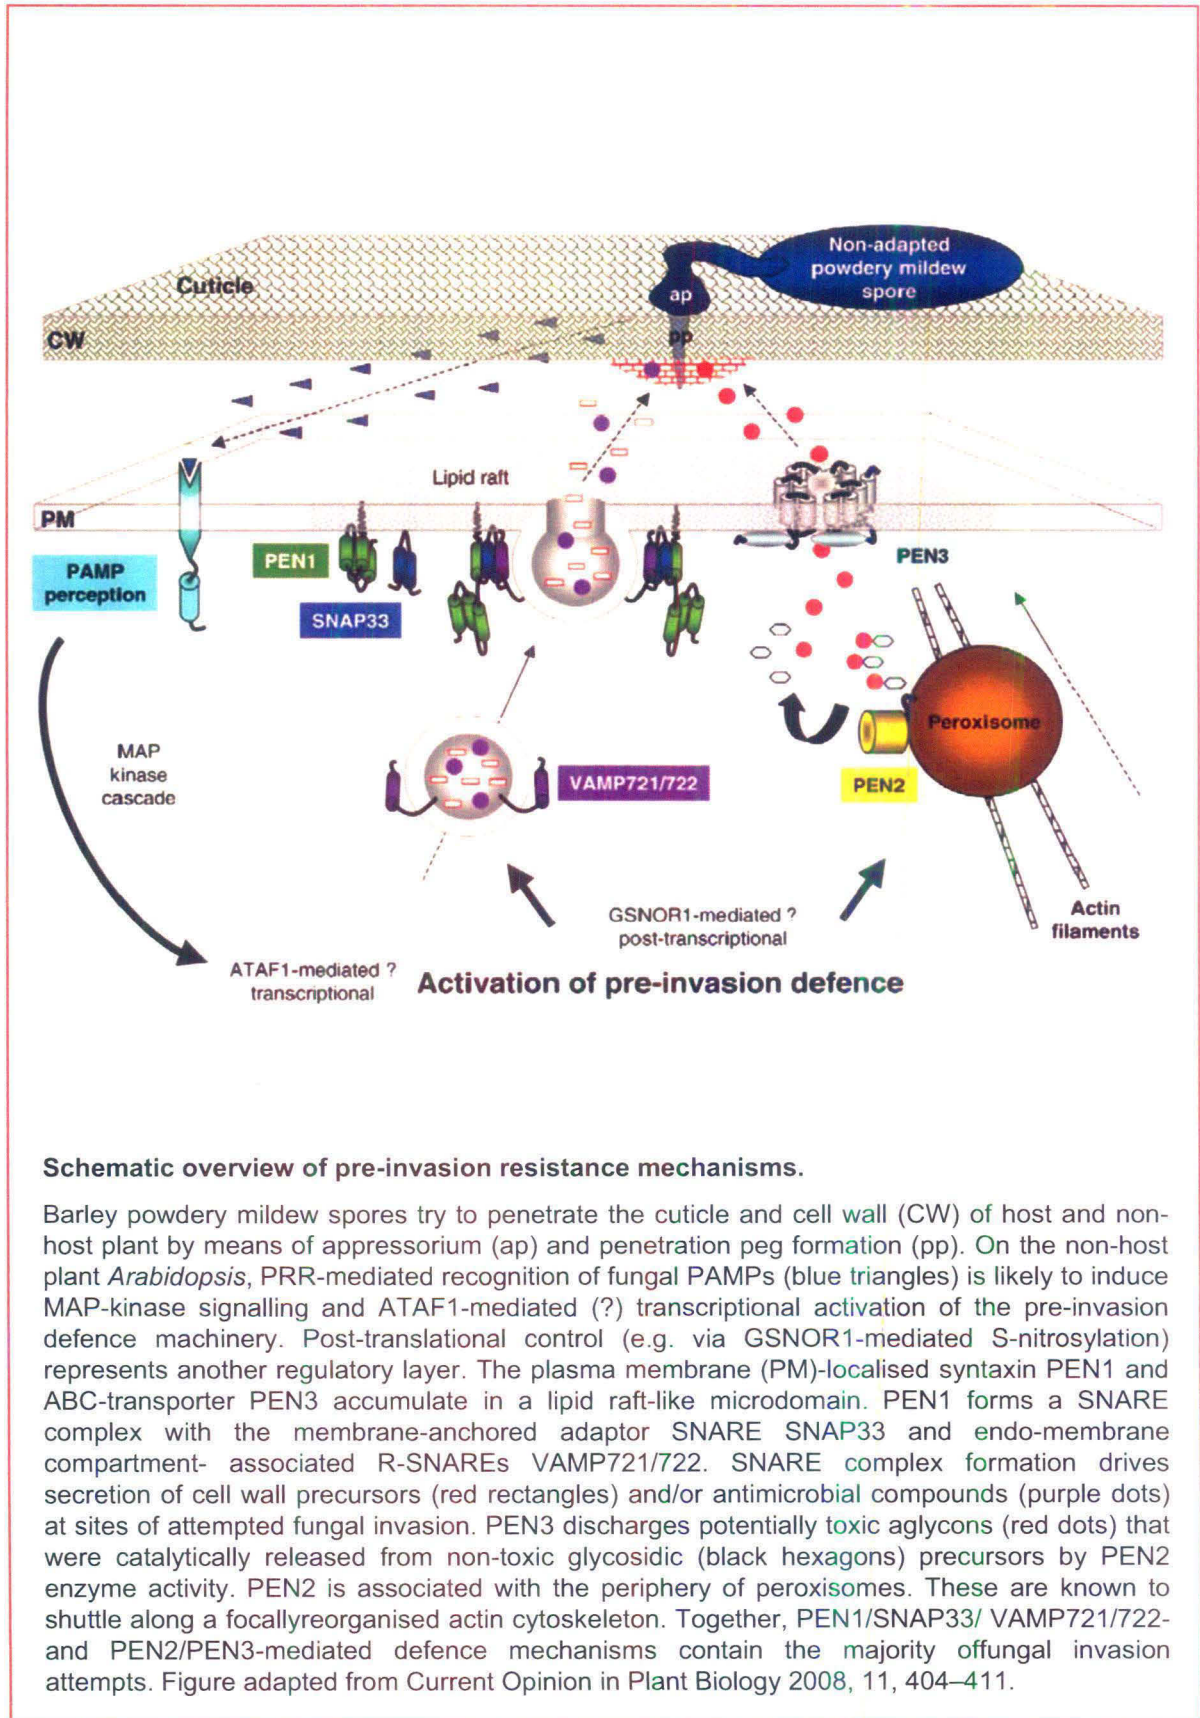 Non-adapted
powdery mildew
spore
Cuticle
ap
CW
pp
Lipid raft
PM
PEN1
PEN3
PAMP
perception
SNAP33
Peroxisome
MAP
kinase
cascade
VAMP721/722
PEN2
Actin
filaments
GSNOR1-mediated ?
post-transcriptional
ATAF1-mediated ?
transcriptional
Activation of pre-invasion defence
Schematic overview of pre-invasion resistance mechanisms.
Barley powdery mildew spores try to penetrate the cuticle and cell wall (CW) of host and non-
host plant by means of appressorium (ap) and penetration peg formation (pp). On the non-host
plant Arabidopsis, PRR-mediated recognition of fungal PAMPs (blue triangles) is likely to induce
MAP-kinase signalling and ATAF1-mediated (?) transcriptional activation of the pre-invasion
defence machinery. Post-translational control (e.g. via GSNOR1-mediated S-nitrosylation)
represents another regulatory layer. The plasma membrane (PM)-localised syntaxin PEN1 and
ABC-transporter PEN3 accumulate in a lipid raft-like microdomain. PEN1 forms a SNARE
complex with the membrane-anchored adaptor SNARE SNAP33 and endo-membrane
compartment- associated R-SNAREs VAMP721/722. SNARE complex formation drives
secretion of cell wall precursors (red rectangles) and/or antimicrobial compounds (purple dots)
at sites of attempted fungal invasion. PEN3 discharges potentially toxic aglycons (red dots) that
were catalytically released from non-toxic glycosidic (black hexagons) precursors by PEN2
enzyme activity. PEN2 is associated with the periphery of peroxisomes. These are known to
shuttle along a focallyreorganised actin cytoskeleton. Together, PEN1/SNAP33/ VAMP721/722-
and PEN2/PEN3-mediated defence mechanisms contain the majority offungal invasion
attempts. Figure adapted from Current Opinion in Plant Biology 2008, 11, 404–411.